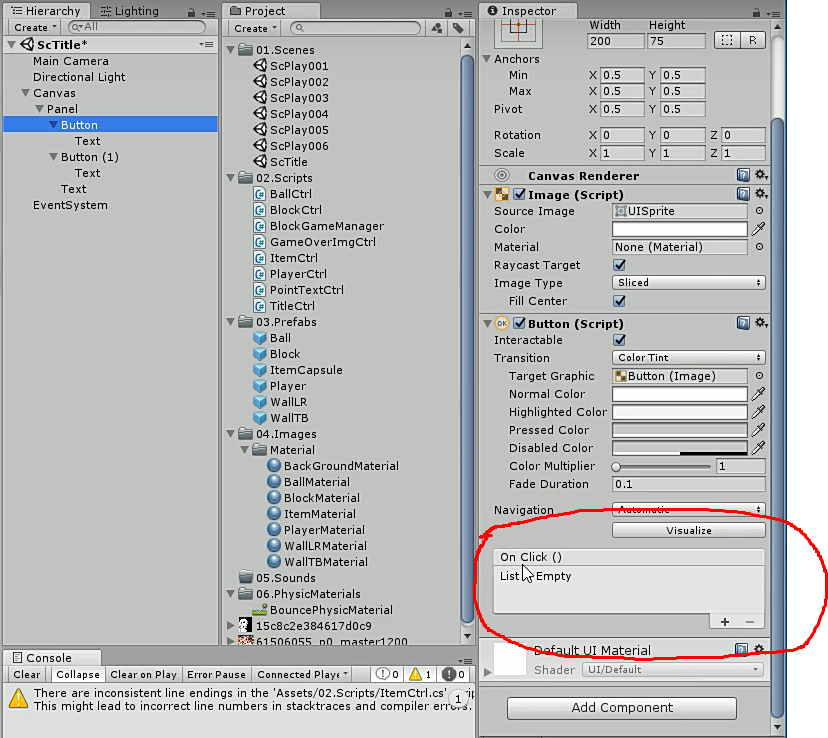 Hierarchy
Lighting
Create
All
ScTitle*
Main Camera
Directional Light
Canvas
Panel
Button
Text
Button (1)
Text
Text
EventSystem
Project
Create
01.Scenes
ScPlay001
ScPlay002
ScPlay003
ScPlay004
ScPlay005
ScPlay006
ScTitle
02.Scripts
BallCtrl
BlockCtrl
BlockGameManager
GameOverImgCtrl
ItemCtrl
PlayerCtrl
PointTextCtrl
TitleCtrl
03.Prefabs
Ball
Block
ItemCapsule
Player
WallLR
WallTB
04.Images
Material
BackGroundMaterial
BallMaterial
BlockMaterial
ItemMaterial
PlayerMaterial
WallLRMaterial
WallTBMaterial
05.Sounds
06.PhysicMaterials
BouncePhysicMaterial
15c8c2e384617d0c9
61506055_p0_master1200
Inspector
Width Height
200 75
R
Anchors
Min X 0.5 Y 0.5
Max X 0.5 Y 0.5
Pivot X 0.5 Y 0.5
Rotation X 0 Y 0 Z 0
Scale X 1 Y 1 Z 1
Canvas Renderer
Image (Script)
Source Image UISprite
Color
Material None (Material)
Raycast Target
Image Type Sliced
Fill Center
OK Button (Script)
Interactable
Transition Color Tint
Target Graphic Button (Image)
Normal Color
Highlighted Color
Pressed Color
Disabled Color
Color Multiplier 1
Fade Duration 0.1
Navigation Automatic
Visualize
On Click ()
List Empty
+ −
Default UI Material
Shader UI/Default
Add Component
Console
Clear Collapse Clear on Play Error Pause Connected Playe 0 1 0
There are inconsistent line endings in the 'Assets/02.Scripts/ItemCtrl.cs'
This might lead to incorrect line numbers in stacktraces and compiler errors.
1